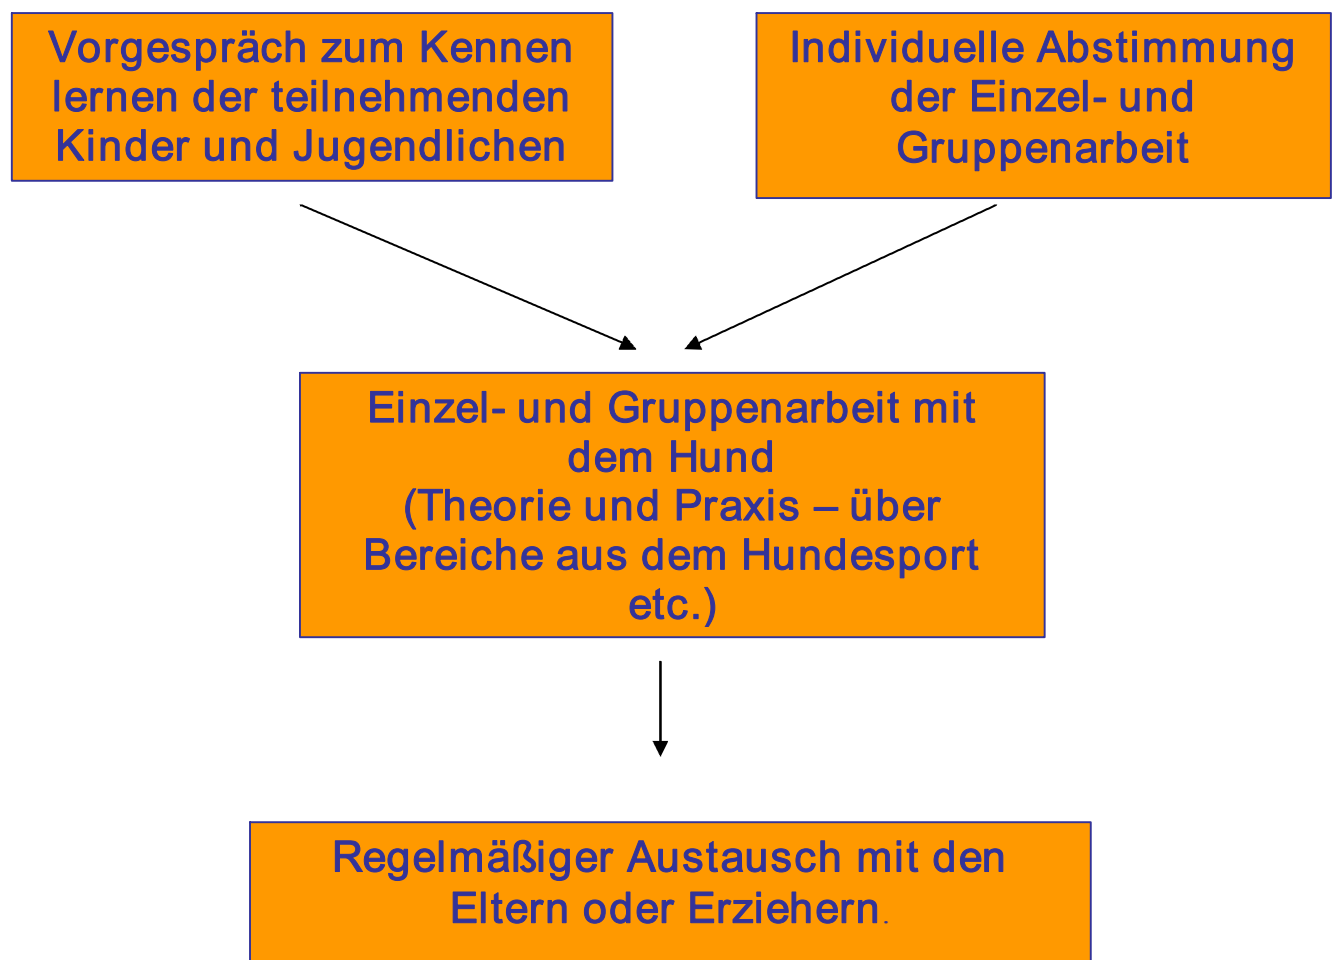 Vorgespräch zum Kennen
lernen der teilnehmenden
Kinder und Jugendlichen
Individuelle Abstimmung
der Einzel- und
Gruppenarbeit
Einzel- und Gruppenarbeit mit
dem Hund
(Theorie und Praxis – über
Bereiche aus dem Hundesport
etc.)
Regelmäßiger Austausch mit den
Eltern oder Erziehern.